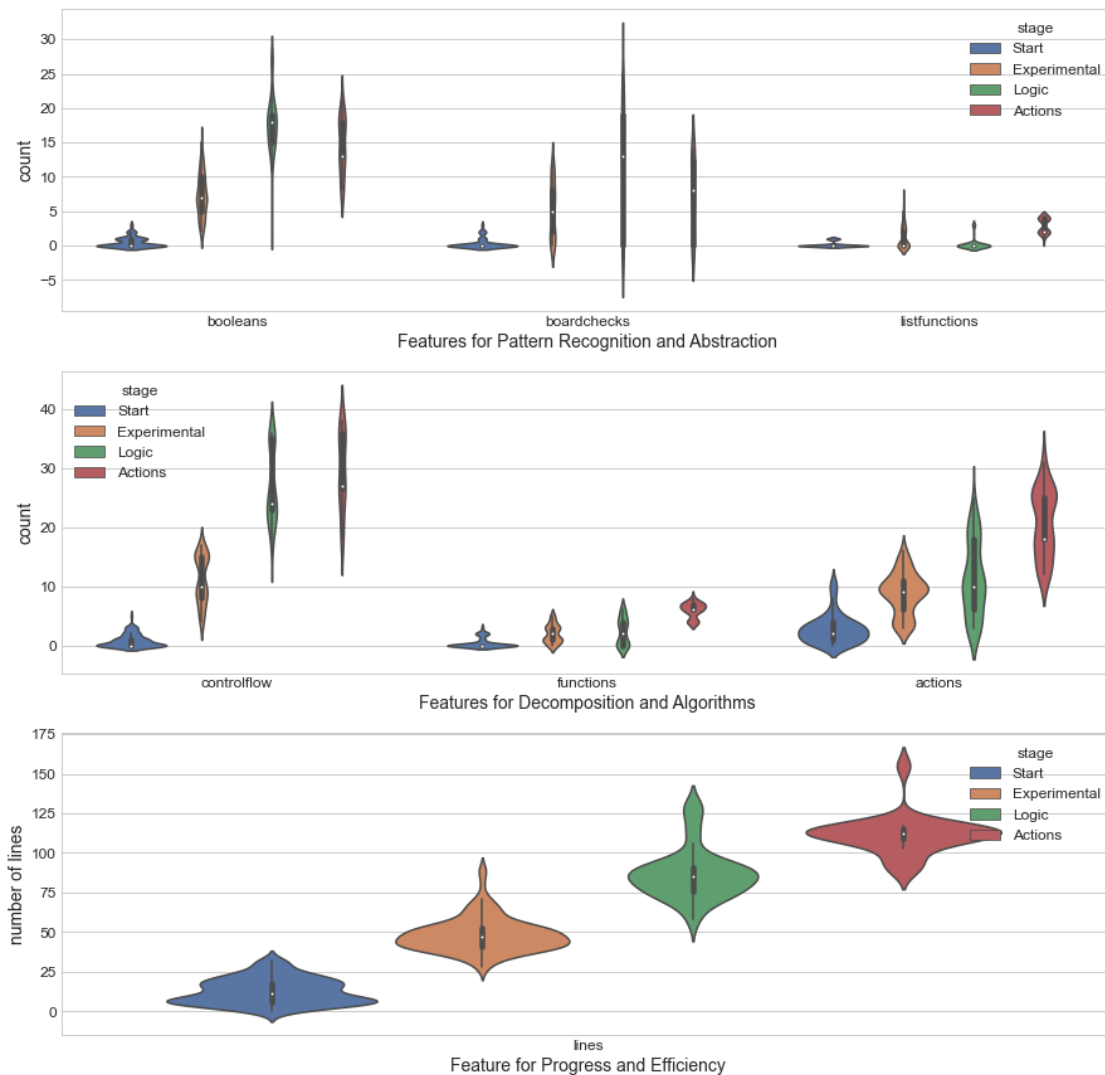 30
25
20
15
10
5
0
−5
count
stage
Start
Experimental
Logic
Actions
booleans boardchecks listfunctions
Features for Pattern Recognition and Abstraction
40
30
20
10
0
count
stage
Start
Experimental
Logic
Actions
controlflow functions actions
Features for Decomposition and Algorithms
175
150
125
100
75
50
25
0
number of lines
stage
Start
Experimental
Logic
Actions
lines
Feature for Progress and Efficiency